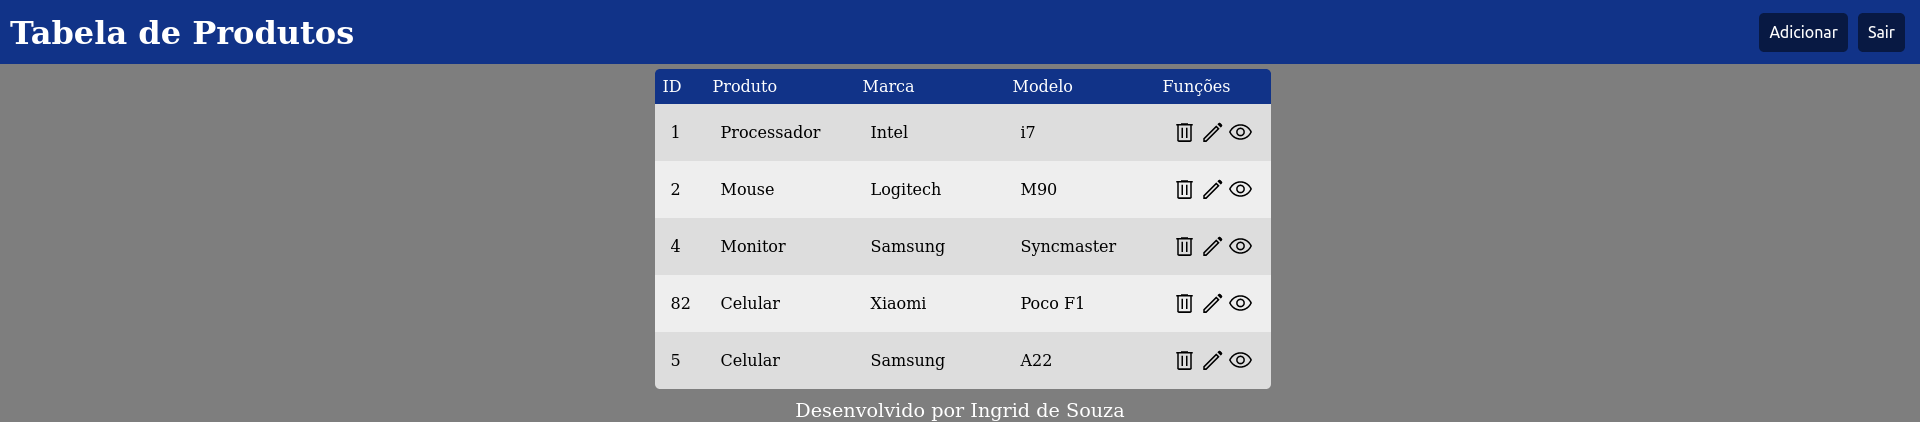 Tabela de Produtos Adicionar Sair
ID Produto Marca Modelo Funções
1 Processador Intel i7
2 Mouse Logitech M90
4 Monitor Samsung Syncmaster
82 Celular Xiaomi Poco F1
5 Celular Samsung A22
Desenvolvido por Ingrid de Souza